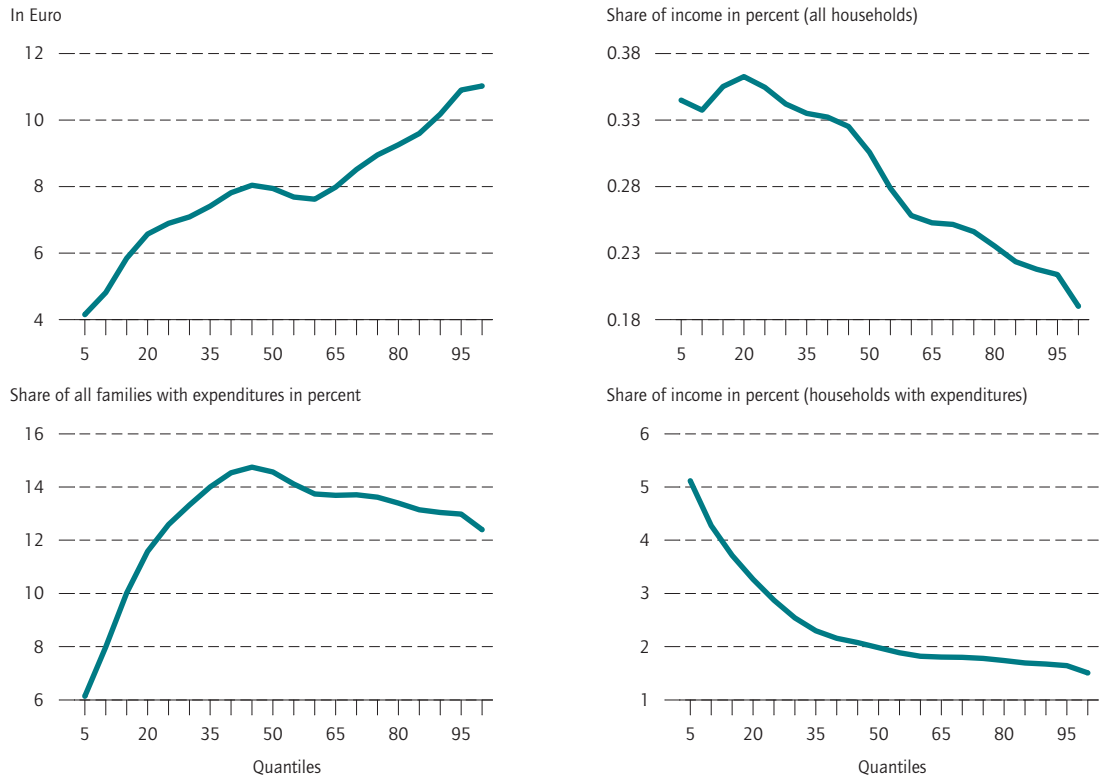 In Euro
12
10
8
6
4
5 20 35 50 65 80 95
Share of income in percent (all households)
0.38
0.33
0.28
0.23
0.18
5 20 35 50 65 80 95
Share of all families with expenditures in percent
16
14
12
10
8
6
5 20 35 50 65 80 95
Quantiles
Share of income in percent (households with expenditures)
6
5
4
3
2
1
5 20 35 50 65 80 95
Quantiles